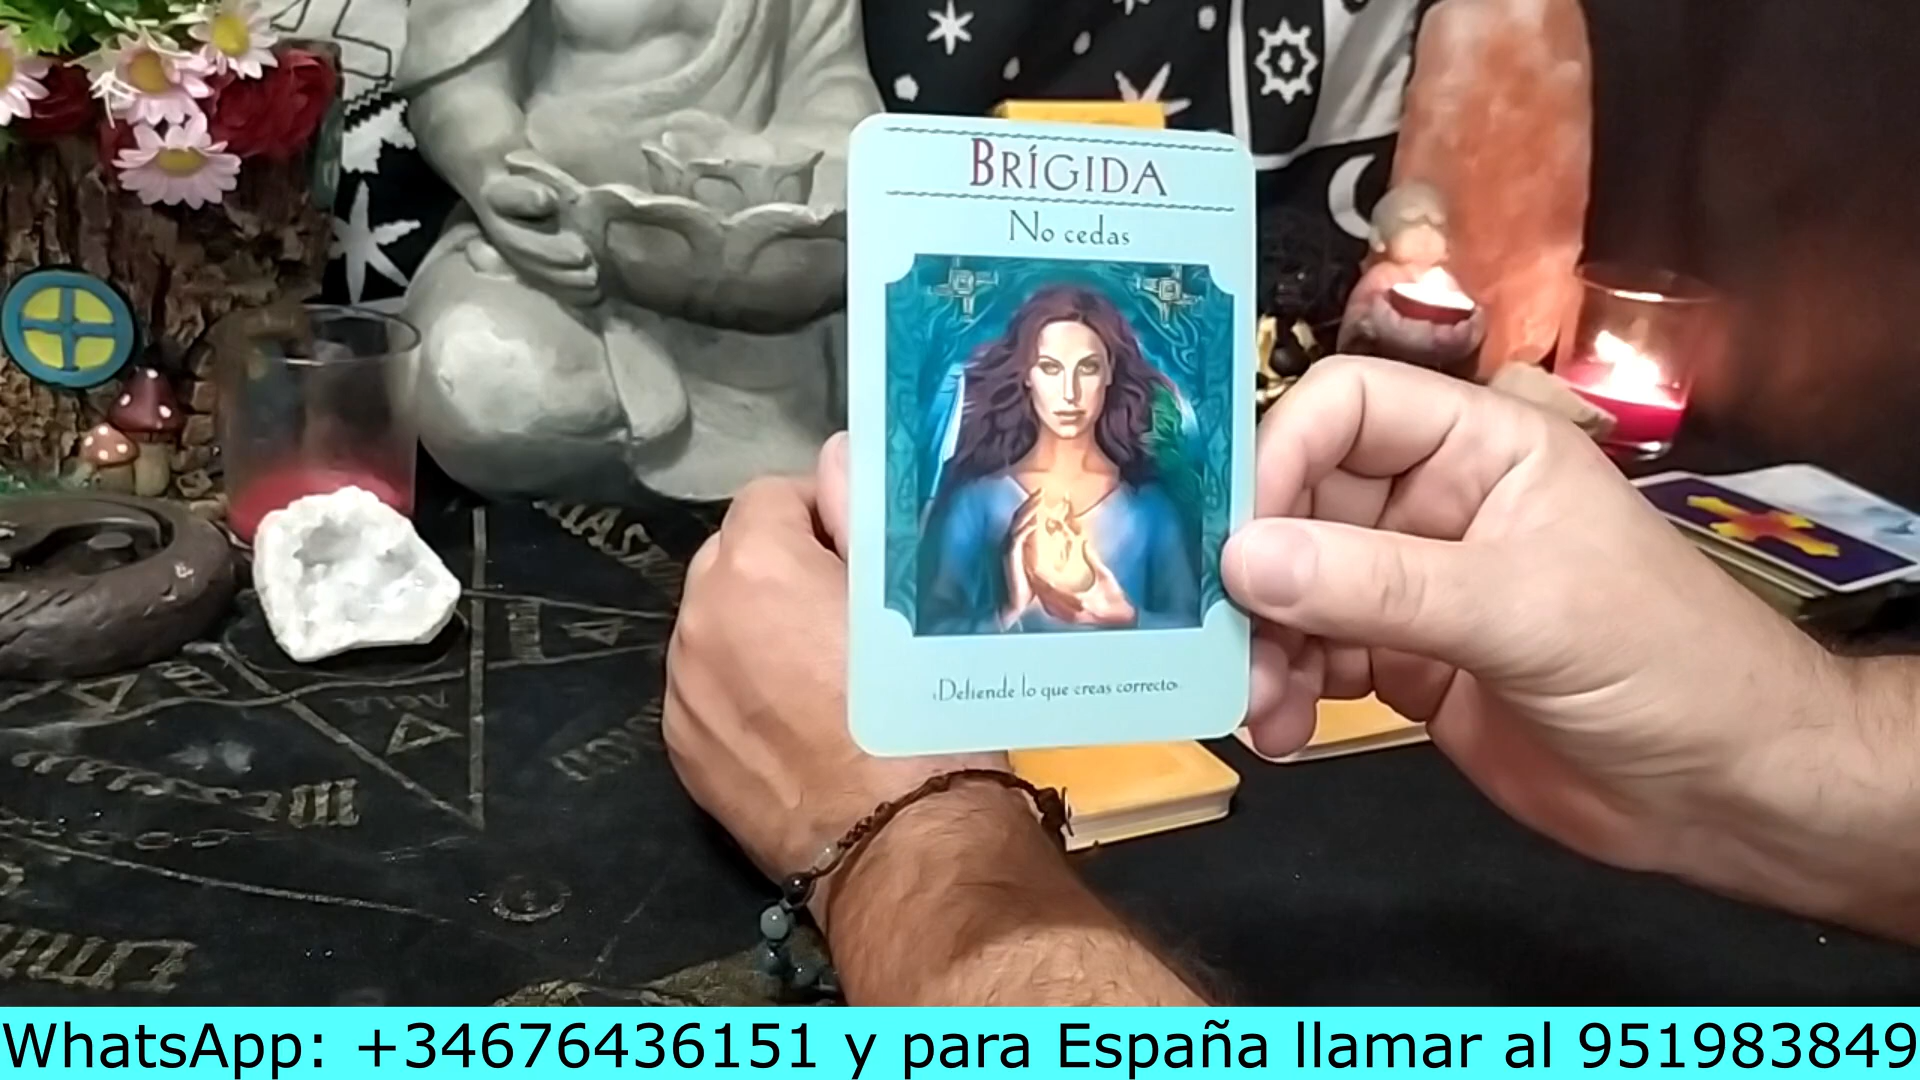 BRÍGIDA
No cedas
¡Defiende lo que creas correcto!
WhatsApp: +34676436151 y para España llamar al 951983849